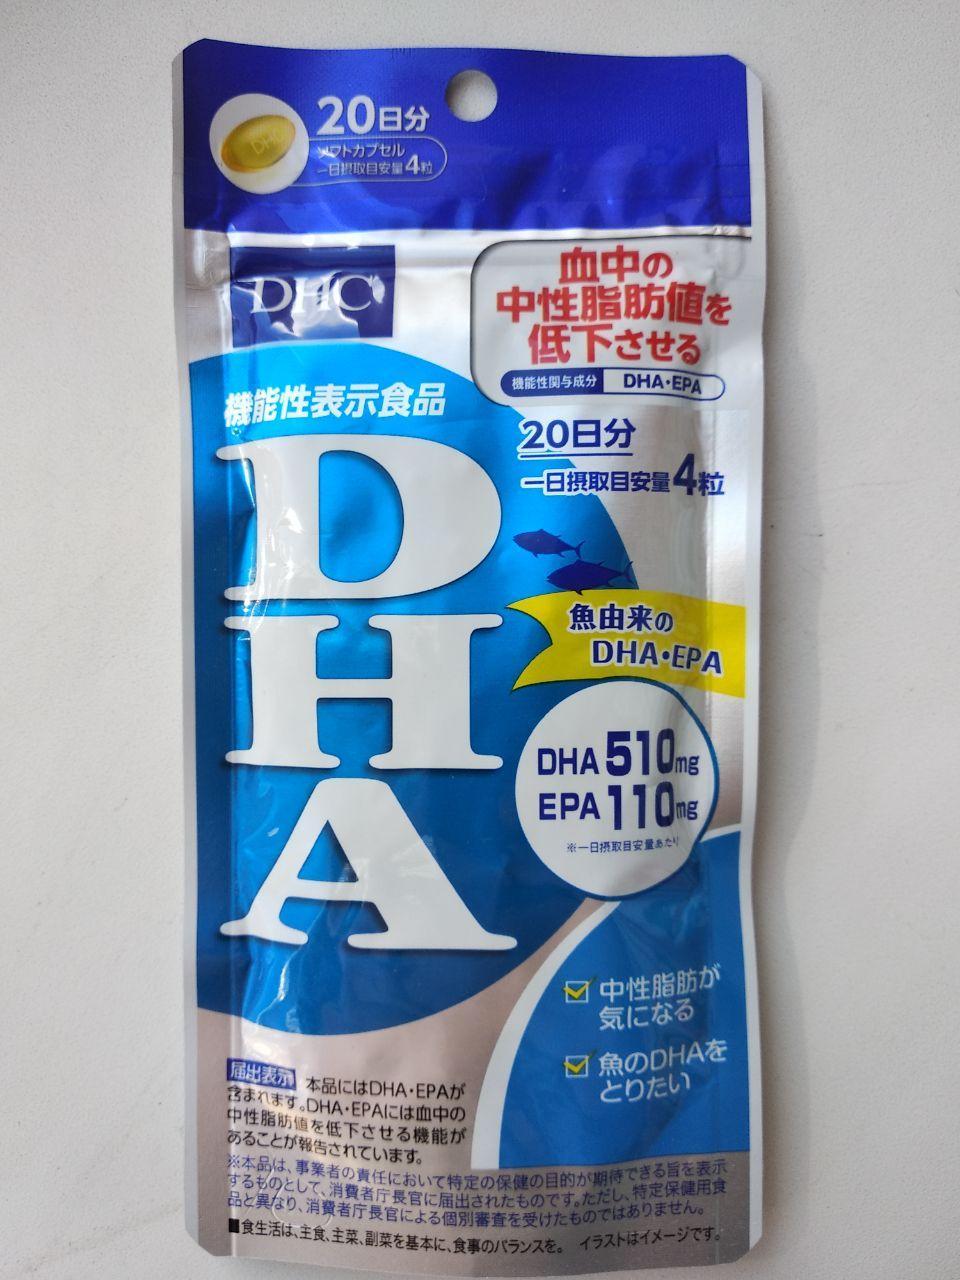 20日分
ソフトカプセル
一日摂取目安量4粒
DHC
DHC
血中の
中性脂肪値を
低下させる
機能性関与成分 DHA・EPA
機能性表示食品
20日分
一日摂取目安量4粒
DHA
魚由来の
DHA・EPA
DHA 510mg
EPA 110mg
※一日摂取目安量あたり
中性脂肪が
気になる
魚のDHAを
とりたい
届出表示 本品にはDHA・EPAが
含まれます。DHA・EPAには血中の
中性脂肪値を低下させる機能が
あることが報告されています。
※本品は、事業者の責任において特定の保健の目的が期待できる旨を表示
するものとして、消費者庁長官に届出されたものです。ただし、特定保健用食
品と異なり、消費者庁長官による個別審査を受けたものではありません。
■食生活は、主食、主菜、副菜を基本に、食事のバランスを。 イラストはイメージです。